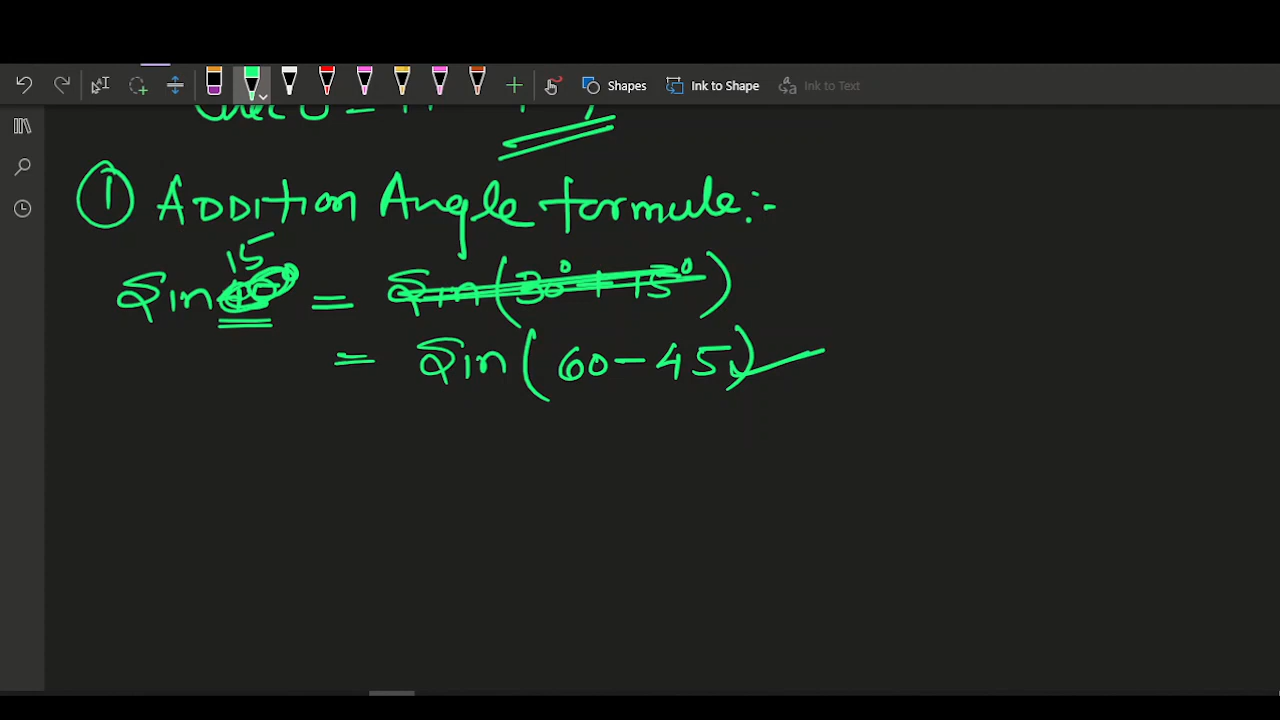 Shapes Ink to Shape Ink to Text
① Addition Angle formule:-
Sin 15 = Sin(30° + 15°)
= Sin(60-45)